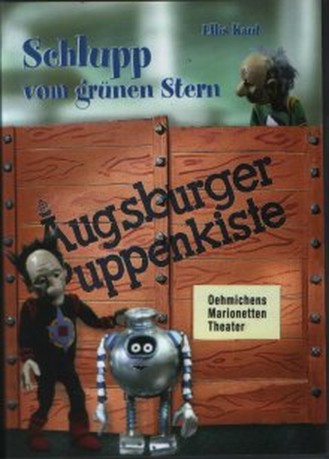 Ellis Kaut
Schlupp
vom grünen Stern
Augsburger
Puppenkiste
Oehmichens
Marionetten
Theater